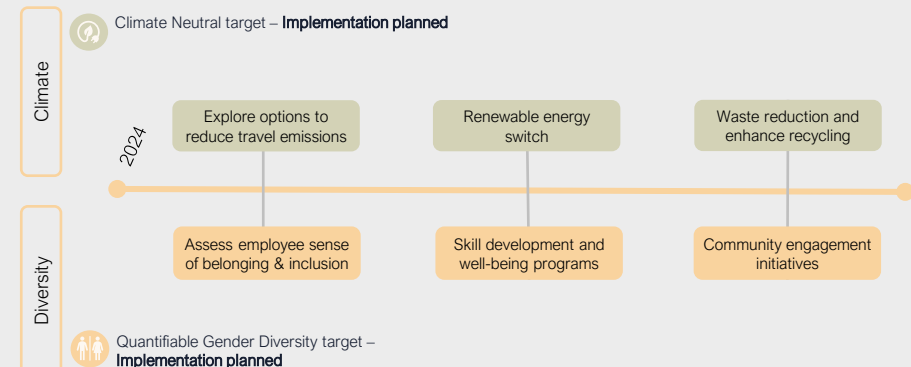 Climate Neutral target – Implementation planned
Climate
2024
Explore options to
reduce travel emissions
Renewable energy
switch
Waste reduction and
enhance recycling
Assess employee sense
of belonging & inclusion
Skill development and
well-being programs
Community engagement
initiatives
Diversity
Quantifiable Gender Diversity target –
Implementation planned